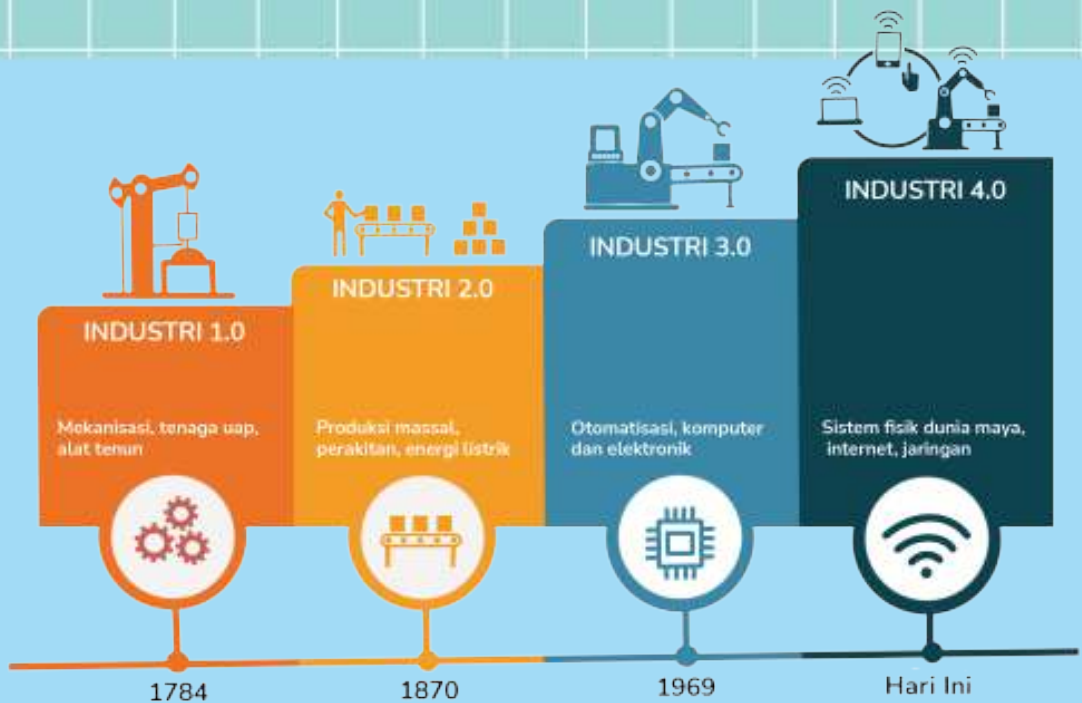 INDUSTRI 1.0
Mekanisasi, tenaga uap,
alat tenun
1784
INDUSTRI 2.0
Produksi massal,
perakitan, energi listrik
1870
INDUSTRI 3.0
Otomatisasi, komputer
dan elektronik
1969
INDUSTRI 4.0
Sistem fisik dunia maya,
internet, jaringan
Hari Ini